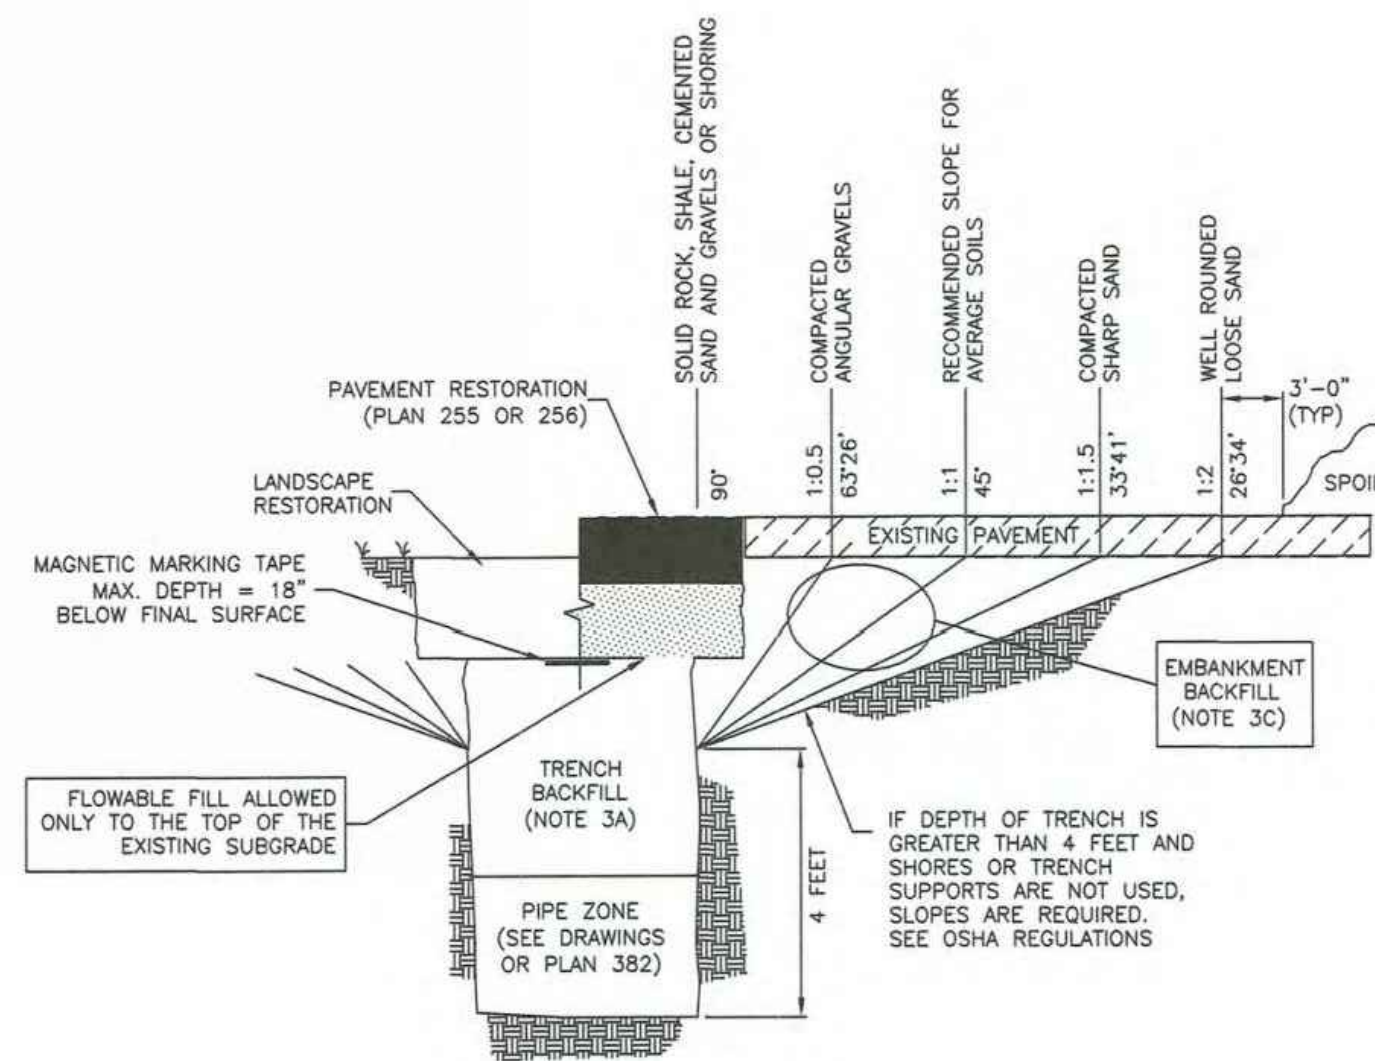 SOLID ROCK, SHALE, CEMENTED
SAND AND GRAVELS OR SHORING
90°
COMPACTED
ANGULAR GRAVELS
1:0.5
63°26'
RECOMMENDED SLOPE FOR
AVERAGE SOILS
1:1
45°
COMPACTED
SHARP SAND
1:1.5
33°41'
WELL ROUNDED
LOOSE SAND
1:2
26°34'
3'-0"
(TYP)
SPOIL
PAVEMENT RESTORATION
(PLAN 255 OR 256)
LANDSCAPE
RESTORATION
EXISTING PAVEMENT
MAGNETIC MARKING TAPE
MAX. DEPTH = 18"
BELOW FINAL SURFACE
EMBANKMENT
BACKFILL
(NOTE 3C)
FLOWABLE FILL ALLOWED
ONLY TO THE TOP OF THE
EXISTING SUBGRADE
TRENCH
BACKFILL
(NOTE 3A)
4 FEET
IF DEPTH OF TRENCH IS
GREATER THAN 4 FEET AND
SHORES OR TRENCH
SUPPORTS ARE NOT USED,
SLOPES ARE REQUIRED.
SEE OSHA REGULATIONS
PIPE ZONE
(SEE DRAWINGS
OR PLAN 382)